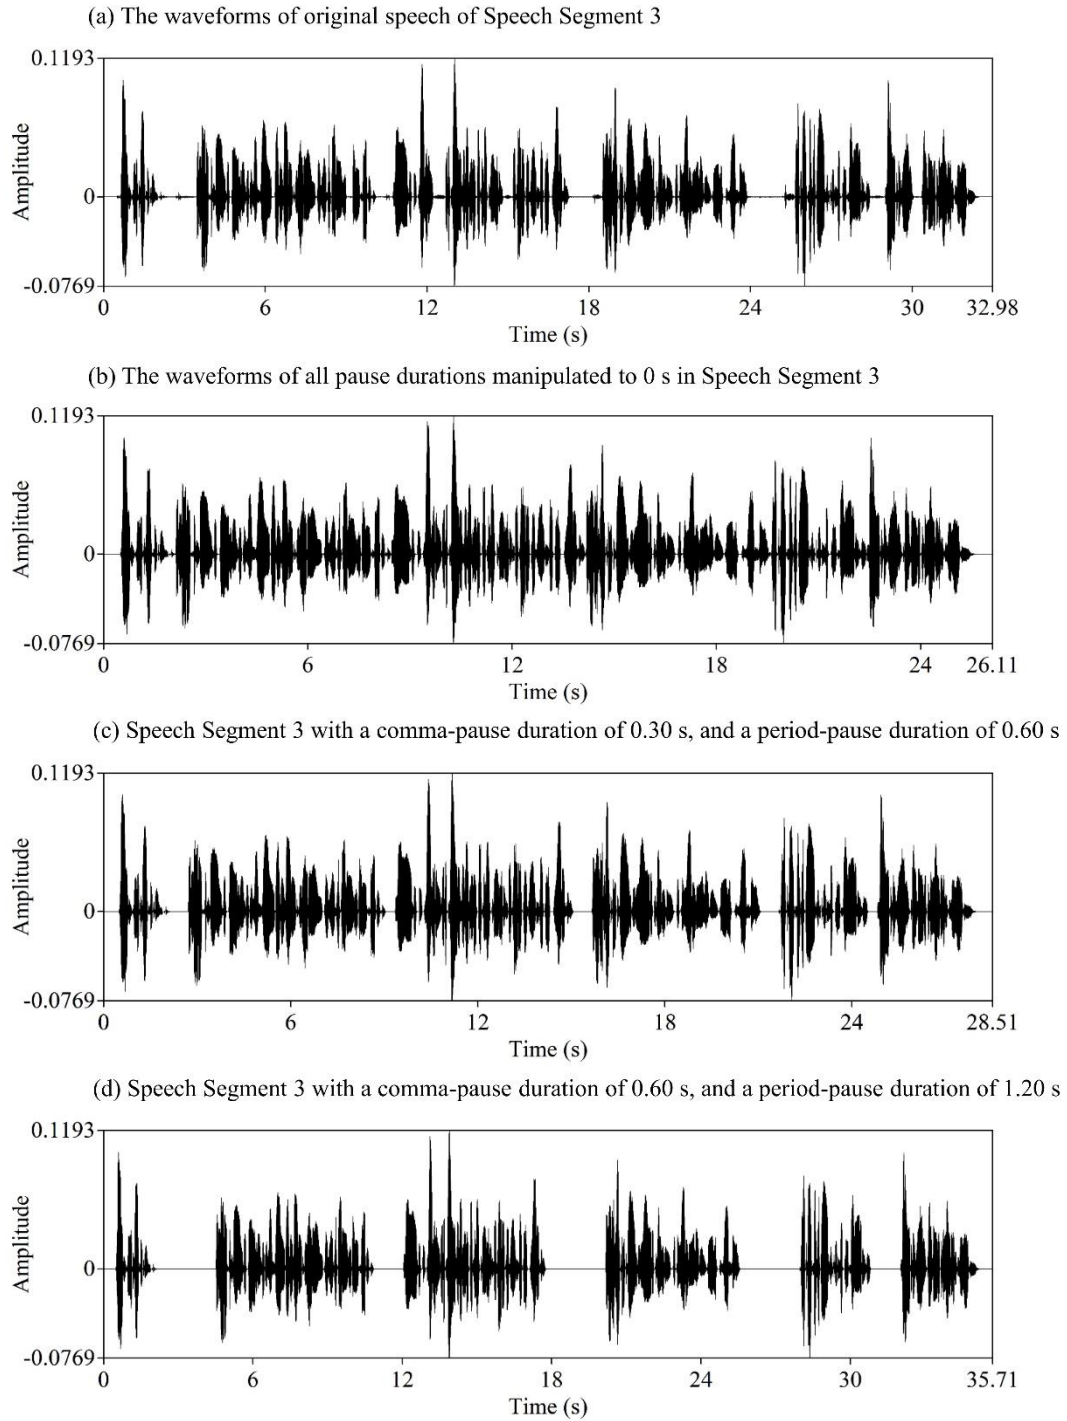 (a) The waveforms of original speech of Speech Segment 3
0.1193
Amplitude
0
-0.0769
0 6 12 18 24 30 32.98
Time (s)
(b) The waveforms of all pause durations manipulated to 0 s in Speech Segment 3
0.1193
Amplitude
0
-0.0769
0 6 12 18 24 26.11
Time (s)
(c) Speech Segment 3 with a comma-pause duration of 0.30 s, and a period-pause duration of 0.60 s
0.1193
Amplitude
0
-0.0769
0 6 12 18 24 28.51
Time (s)
(d) Speech Segment 3 with a comma-pause duration of 0.60 s, and a period-pause duration of 1.20 s
0.1193
Amplitude
0
-0.0769
0 6 12 18 24 30 35.71
Time (s)